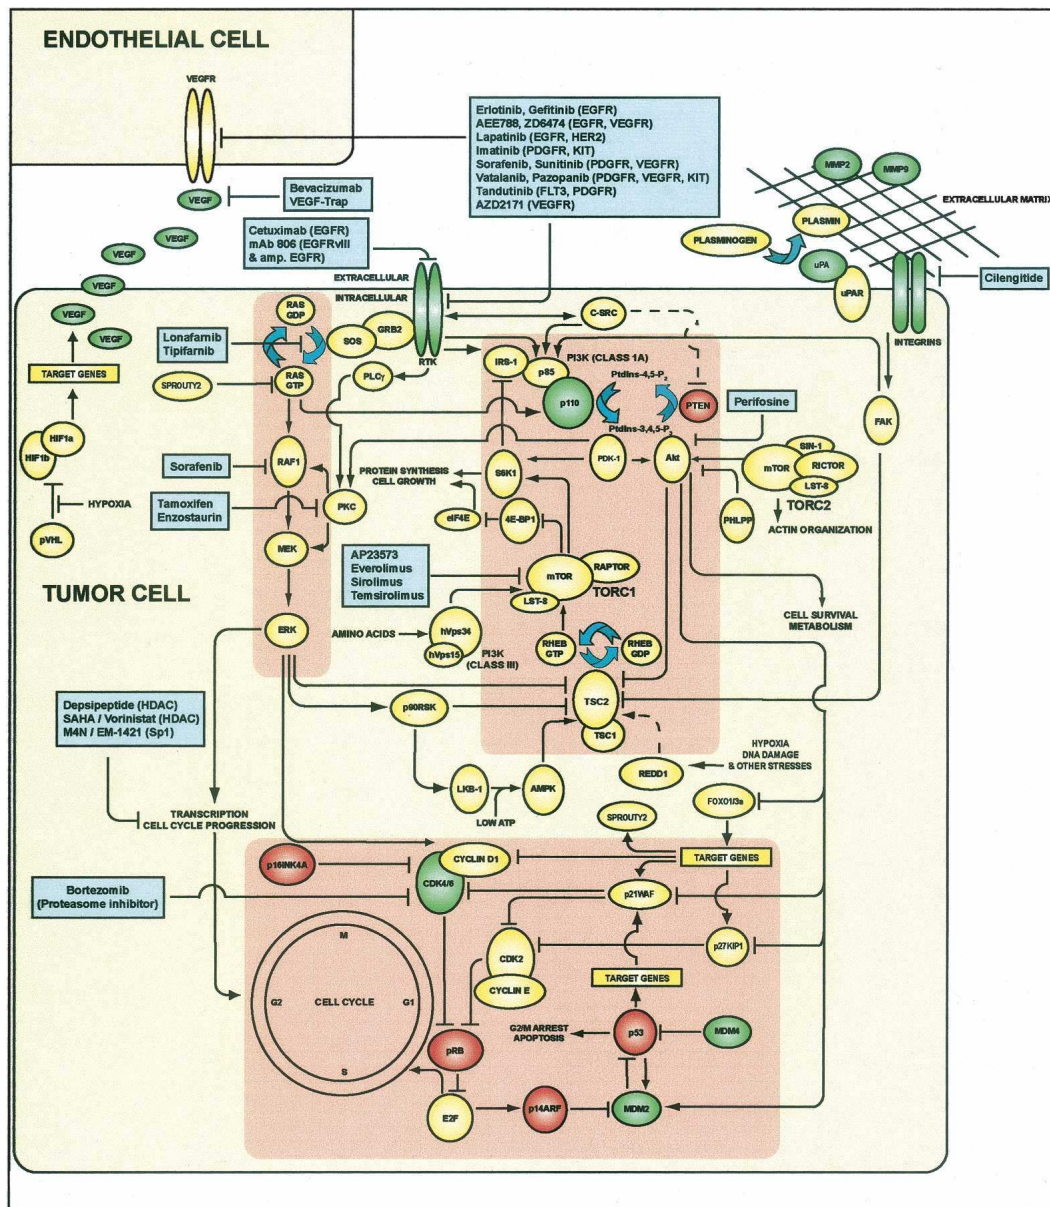 ENDOTHELIAL CELL
VEGFR
Erlotinib, Gefitinib (EGFR)
AEE788, ZD6474 (EGFR, VEGFR)
Lapatinib (EGFR, HER2)
Imatinib (PDGFR, KIT)
Sorafenib, Sunitinib (PDGFR, VEGFR)
Vatalanib, Pazopanib (PDGFR, VEGFR, KIT)
Tandutinib (FLT3, PDGFR)
AZD2171 (VEGFR)
VEGF
Bevacizumab
VEGF-Trap
VEGF
VEGF
VEGF
VEGF
VEGF
Cetuximab (EGFR)
mAb 806 (EGFRvIII
& amp. EGFR)
EXTRACELLULAR
INTRACELLULAR
RTK
MMP2
MMP9
EXTRACELLULAR MATRIX
PLASMIN
PLASMINOGEN
uPA
uPAR
Cilengitide
INTEGRINS
RAS
GDP
Lonafarnib
Tipifarnib
SOS
GRB2
C-SRC
IRS-1
p85
PI3K (CLASS 1A)
TARGET GENES
SPROUTY2
RAS
GTP
PLCγ
p110
PtdIns-4,5-P2
PTEN
Perifosine
FAK
PtdIns-3,4,5-P3
HIF1a
HIF1b
Sorafenib
RAF1
PROTEIN SYNTHESIS
CELL GROWTH
S6K1
PDK-1
Akt
SIN-1
mTOR
RICTOR
LST-8
TORC2
HYPOXIA
Tamoxifen
Enzostaurin
PKC
eIF4E
4E-BP1
PHLPP
ACTIN ORGANIZATION
pVHL
MEK
TUMOR CELL
AP23573
Everolimus
Sirolimus
Temsirolimus
mTOR
RAPTOR
LST-8
TORC1
CELL SURVIVAL
METABOLISM
ERK
AMINO ACIDS
hVps34
hVps15
PI3K
(CLASS III)
RHEB
GTP
RHEB
GDP
Depsipeptide (HDAC)
SAHA / Vorinistat (HDAC)
M4N / EM-1421 (Sp1)
p90RSK
TSC2
TSC1
HYPOXIA
DNA DAMAGE
& OTHER STRESSES
REDD1
LKB-1
AMPK
LOW ATP
FOXO1/3a
TRANSCRIPTION
CELL CYCLE PROGRESSION
SPROUTY2
p16INK4A
CYCLIN D1
CDK4/6
TARGET GENES
Bortezomib
(Proteasome inhibitor)
p21WAF
p27KIP1
CDK2
CYCLIN E
M
G2
CELL CYCLE
G1
S
TARGET GENES
G2/M ARREST
APOPTOSIS
p53
MDM4
pRB
E2F
p14ARF
MDM2